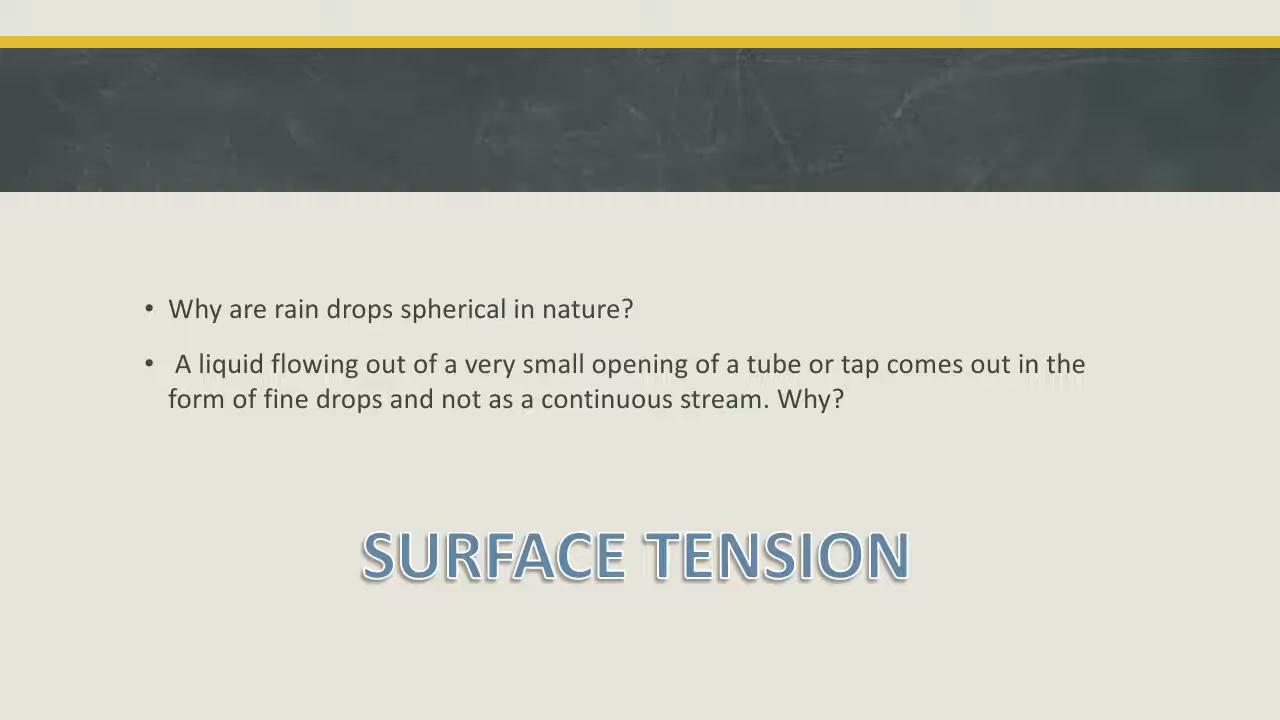 • Why are rain drops spherical in nature?
• A liquid flowing out of a very small opening of a tube or tap comes out in the
form of fine drops and not as a continuous stream. Why?
SURFACE TENSION